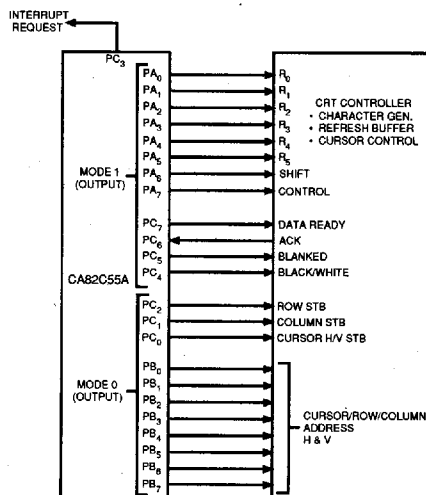 INTERRUPT
REQUEST
PC3
PA0
PA1
PA2
PA3
PA4
PA5
PA6
PA7
MODE 1
(OUTPUT)
PC7
PC6
PC5
PC4
CA82C55A
PC2
PC1
PC0
MODE 0
(OUTPUT)
PB0
PB1
PB2
PB3
PB4
PB5
PB6
PB7
R0
R1
R2
R3
R4
R5
SHIFT
CONTROL
CRT CONTROLLER
• CHARACTER GEN.
• REFRESH BUFFER
• CURSOR CONTROL
DATA READY
ACK
BLANKED
BLACK/WHITE
ROW STB
COLUMN STB
CURSOR H/V STB
CURSOR/ROW/COLUMN
ADDRESS
H & V